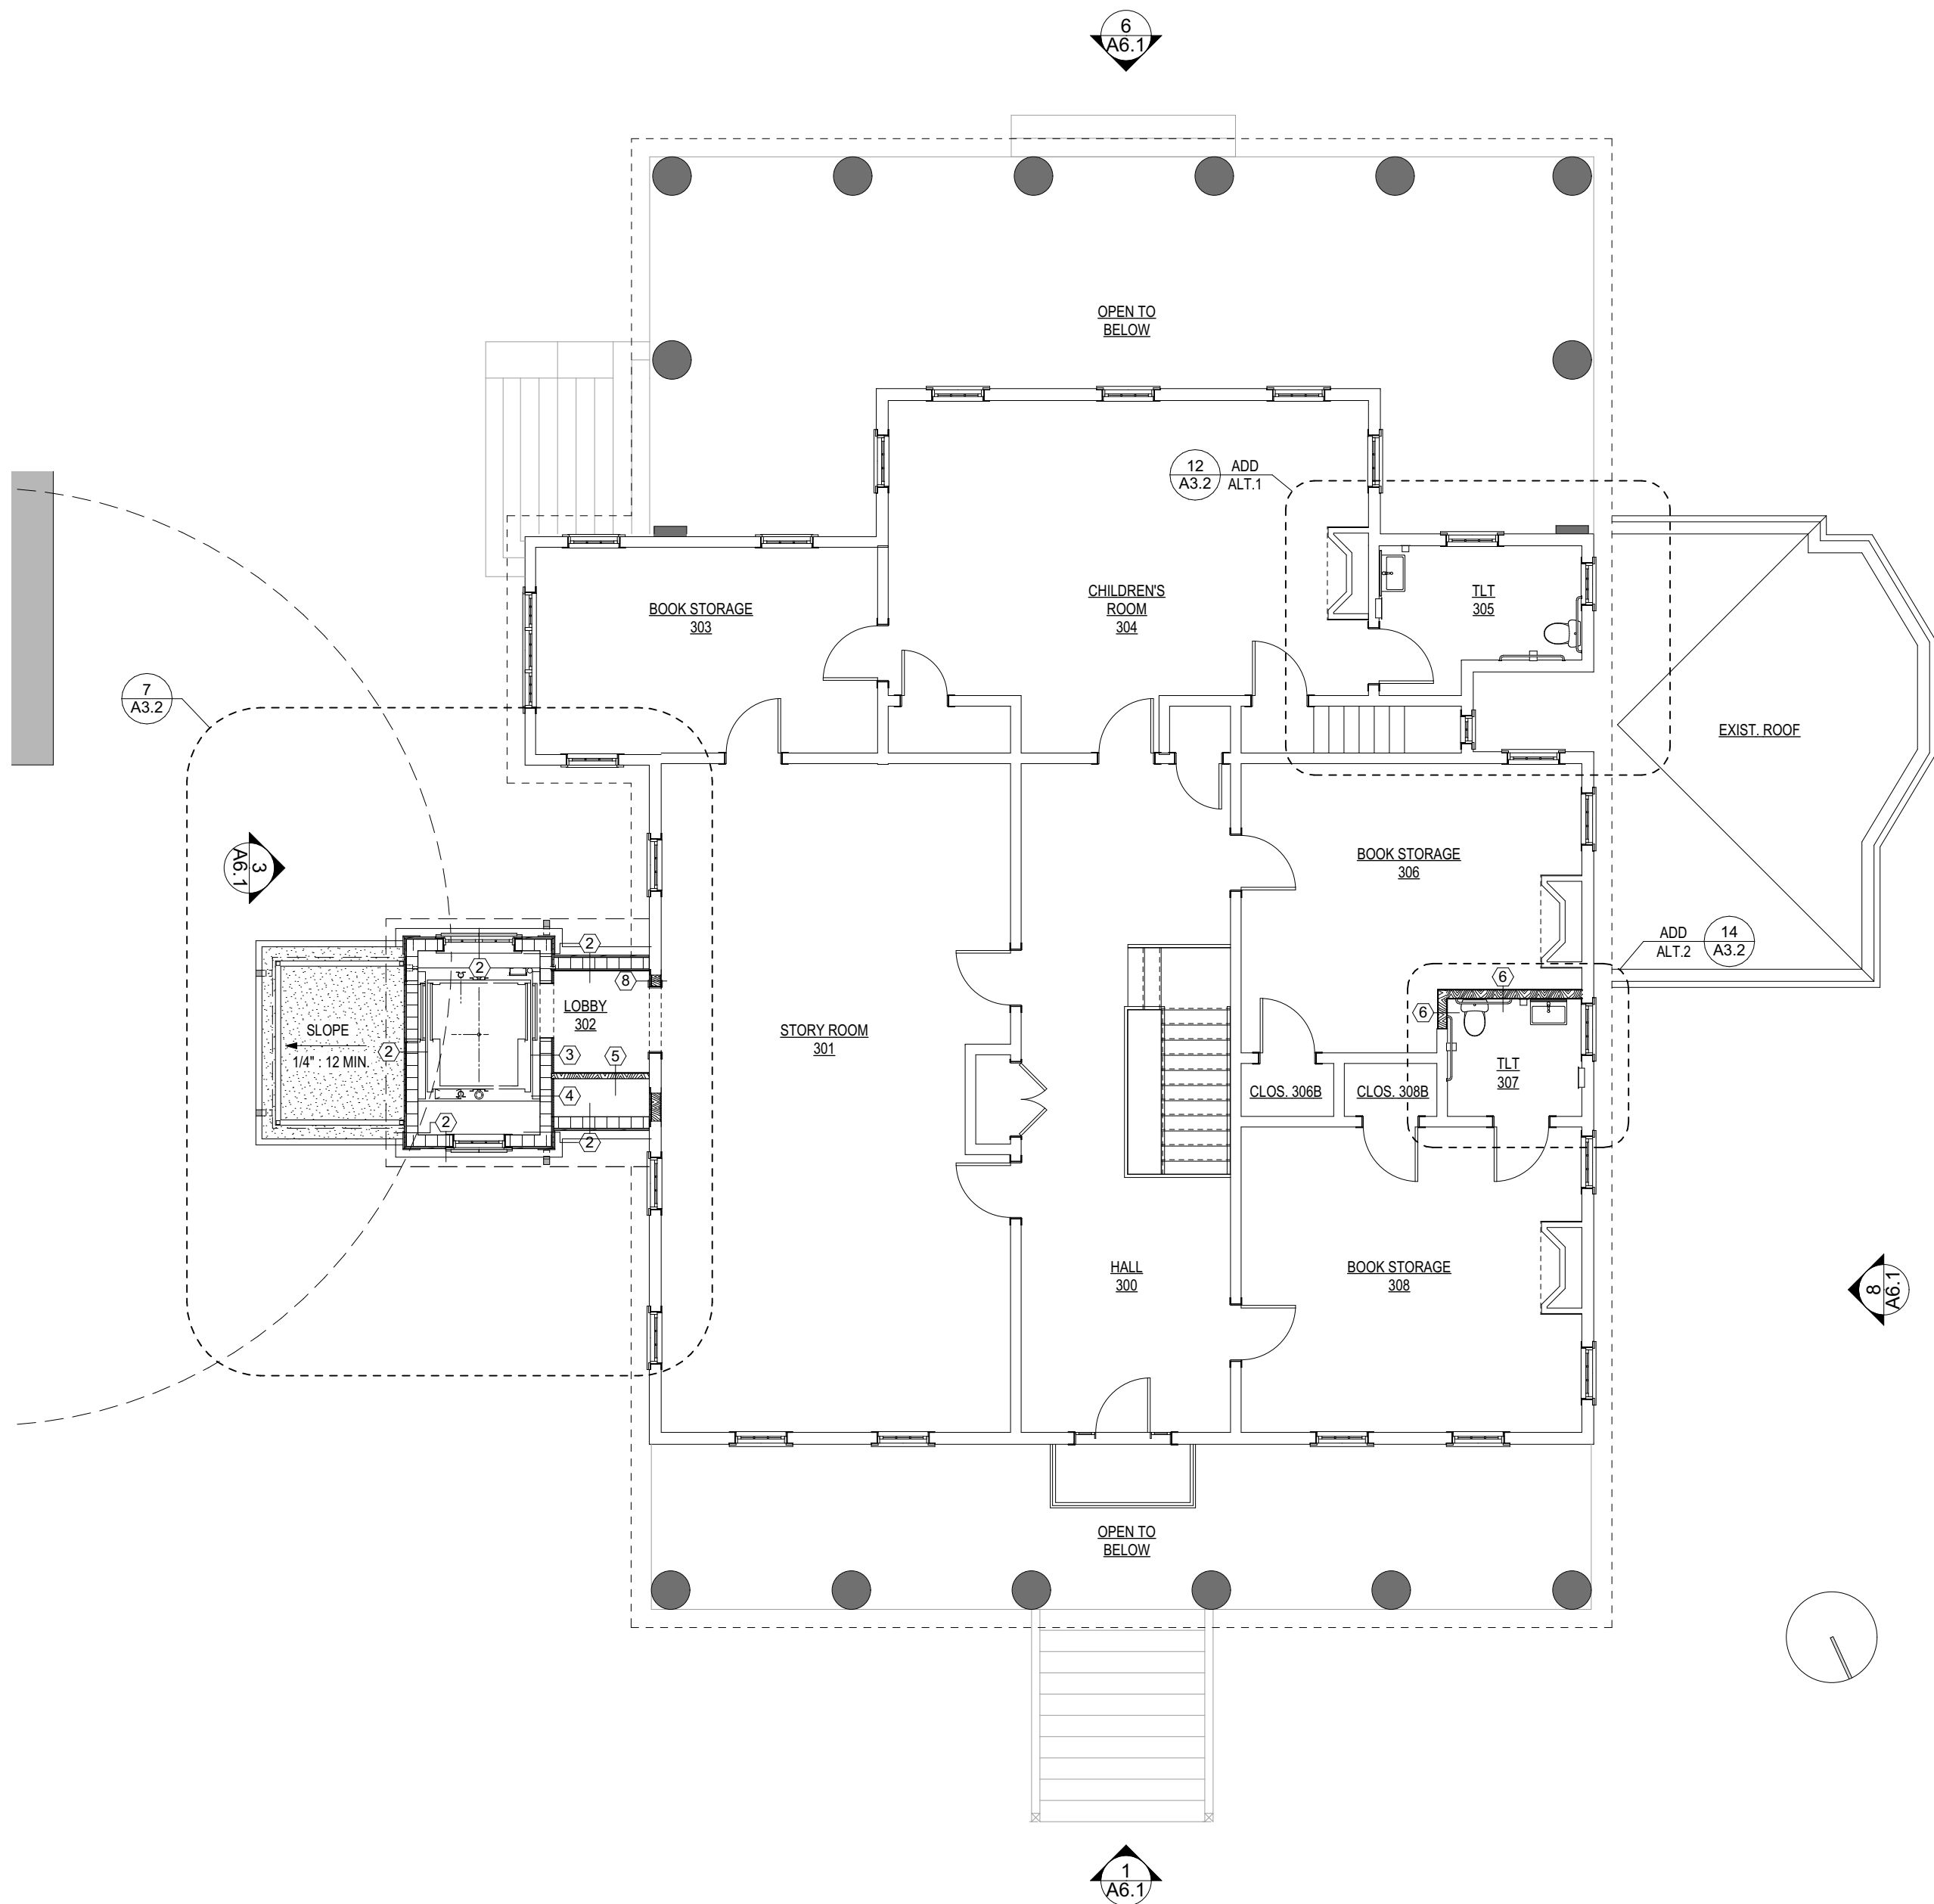 6
A6.1
OPEN TO
BELOW
12
A3.2
ADD
ALT.1
BOOK STORAGE
303
CHILDREN'S
ROOM
304
TLT
305
7
A3.2
EXIST. ROOF
3
A6.1
BOOK STORAGE
306
ADD
ALT.2
14
A3.2
2
2
8
6
6
LOBBY
302
SLOPE
1/4" : 12 MIN.
2
3
5
4
2
2
STORY ROOM
301
TLT
307
CLOS. 306B
CLOS. 308B
HALL
300
BOOK STORAGE
308
8
A6.1
OPEN TO
BELOW
1
A6.1